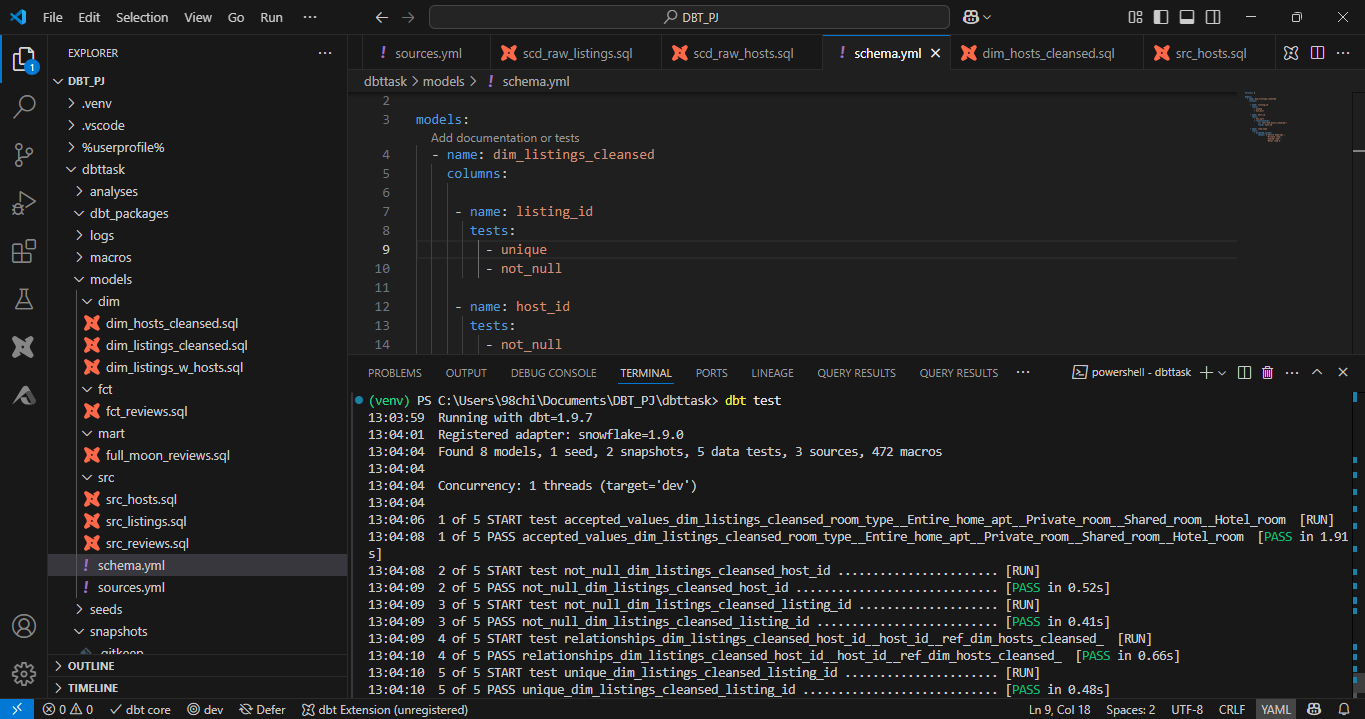 File Edit Selection View Go Run ··· DBT_PJ
EXPLORER ···
1
DBT_PJ
.venv
.vscode
%userprofile%
dbttask
analyses
dbt_packages
logs
macros
models
dim
dim_hosts_cleansed.sql
dim_listings_cleansed.sql
dim_listings_w_hosts.sql
fct
fct_reviews.sql
mart
full_moon_reviews.sql
src
src_hosts.sql
src_listings.sql
src_reviews.sql
! schema.yml
! sources.yml
seeds
snapshots
.gitkeep
OUTLINE
TIMELINE
! sources.yml scd_raw_listings.sql scd_raw_hosts.sql ! schema.yml dim_hosts_cleansed.sql src_hosts.sql ···
dbttask > models > ! schema.yml
2
3 models:
Add documentation or tests
4 - name: dim_listings_cleansed
5 columns:
6
7 - name: listing_id
8 tests:
9 - unique
10 - not_null
11
12 - name: host_id
13 tests:
14 - not_null
PROBLEMS OUTPUT DEBUG CONSOLE TERMINAL PORTS LINEAGE QUERY RESULTS QUERY RESULTS ··· powershell - dbttask ···
(venv) PS C:\Users\98chi\Documents\DBT_PJ\dbttask> dbt test
13:03:59 Running with dbt=1.9.7
13:04:01 Registered adapter: snowflake=1.9.0
13:04:04 Found 8 models, 1 seed, 2 snapshots, 5 data tests, 3 sources, 472 macros
13:04:04
13:04:04 Concurrency: 1 threads (target='dev')
13:04:04
13:04:06 1 of 5 START test accepted_values_dim_listings_cleansed_room_type__Entire_home_apt__Private_room__Shared_room__Hotel_room [RUN]
13:04:08 1 of 5 PASS accepted_values_dim_listings_cleansed_room_type__Entire_home_apt__Private_room__Shared_room__Hotel_room [PASS in 1.91
s]
13:04:08 2 of 5 START test not_null_dim_listings_cleansed_host_id ....................... [RUN]
13:04:09 2 of 5 PASS not_null_dim_listings_cleansed_host_id ............................. [PASS in 0.52s]
13:04:09 3 of 5 START test not_null_dim_listings_cleansed_listing_id .................... [RUN]
13:04:09 3 of 5 PASS not_null_dim_listings_cleansed_listing_id .......................... [PASS in 0.41s]
13:04:09 4 of 5 START test relationships_dim_listings_cleansed_host_id__host_id__ref_dim_hosts_cleansed_ [RUN]
13:04:10 4 of 5 PASS relationships_dim_listings_cleansed_host_id__host_id__ref_dim_hosts_cleansed_ [PASS in 0.66s]
13:04:10 5 of 5 START test unique_dim_listings_cleansed_listing_id ...................... [RUN]
13:04:10 5 of 5 PASS unique_dim_listings_cleansed_listing_id ............................ [PASS in 0.48s]
0 0 dbt core dev Defer dbt Extension (unregistered) Ln 9, Col 18 Spaces: 2 UTF-8 CRLF YAML